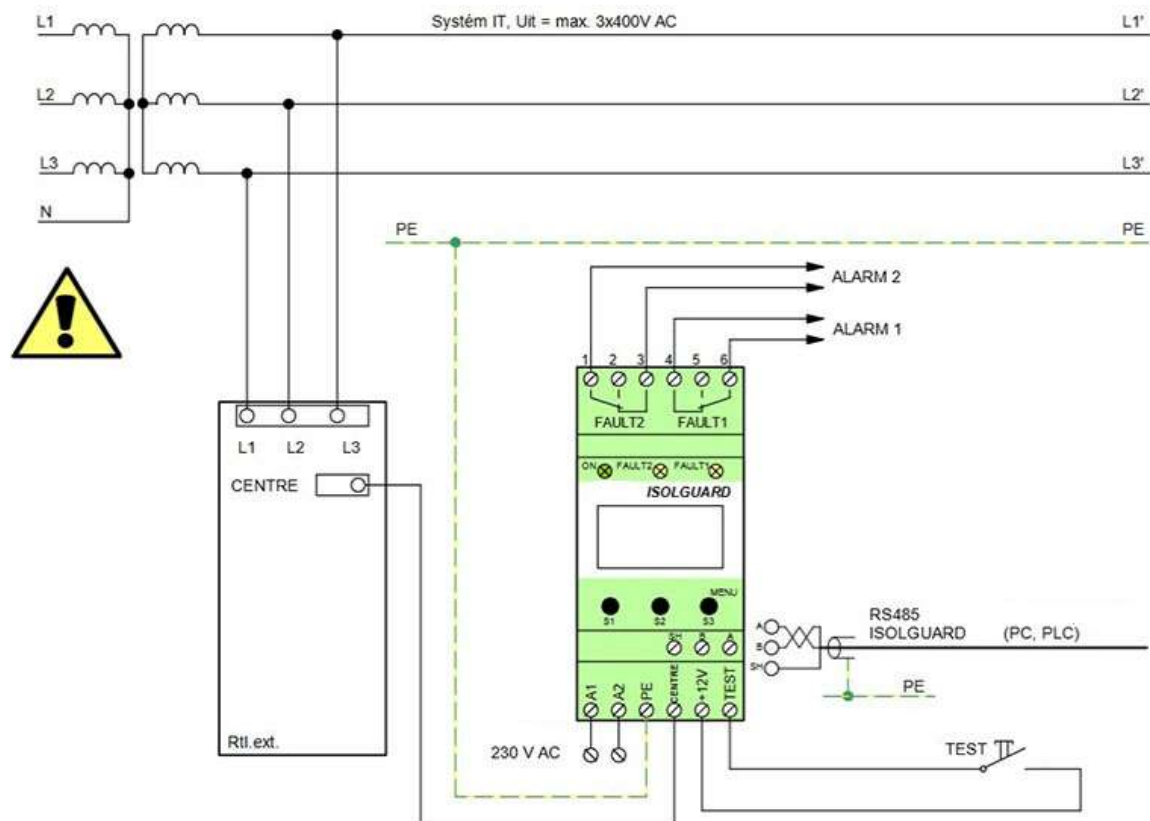 L1
Systém IT, Uit = max. 3x400V AC
L1'
L2
L2'
L3
L3'
N
PE
PE
ALARM 2
ALARM 1
1 2 3 4 5 6
FAULT2 FAULT1
L1 L2 L3
CENTRE
ON FAULT2 FAULT1
ISOLGUARD
MENU
S1 S2 S3
SH B A
A1 A2 PE CENTRE +12V TEST
A
B
SH
RS485
ISOLGUARD (PC, PLC)
PE
Rtl.ext.
230 V AC
TEST